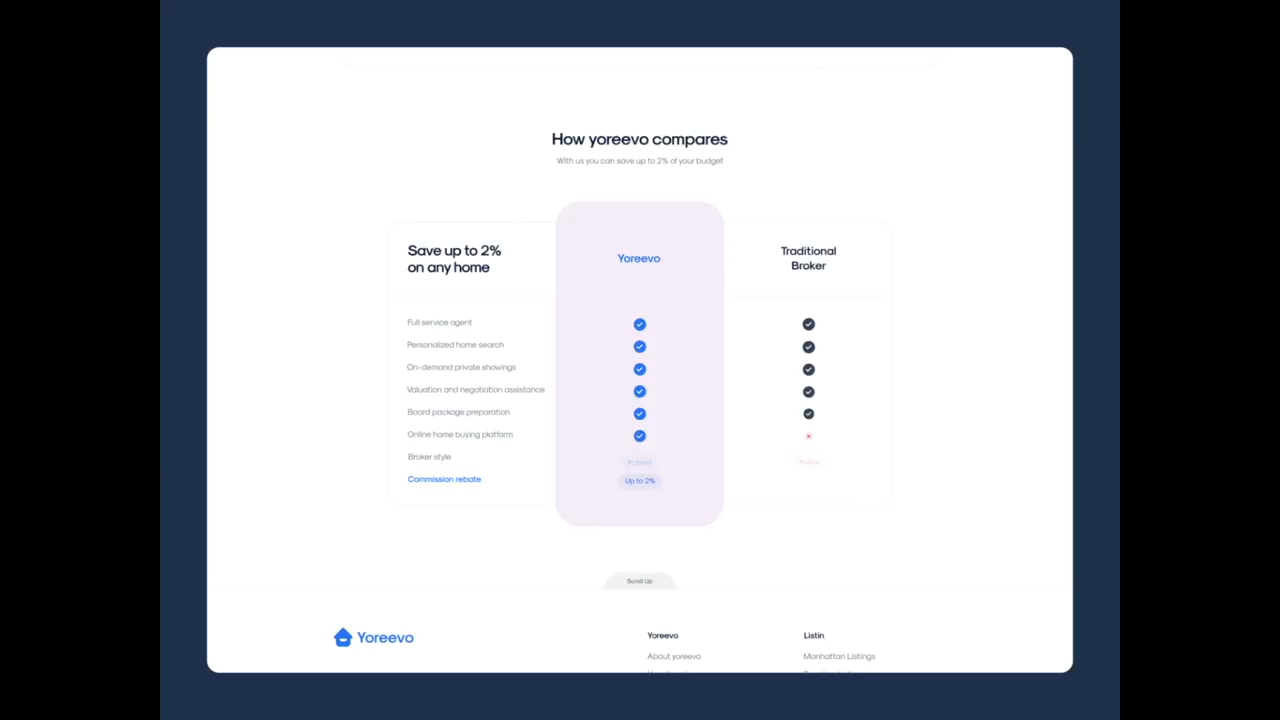 How yoreevo compares
With us you can save up to 2% of your budget
Save up to 2%
on any home
Yoreevo
Traditional
Broker
Full service agent
Personalized home search
On-demand private showings
Valuation and negotiation assistance
Board package preparation
Online home buying platform
Broker style
Commission rebate
Up to 2%
Scroll Up
Yoreevo
Yoreevo
About yoreevo
Listin
Manhattan Listings